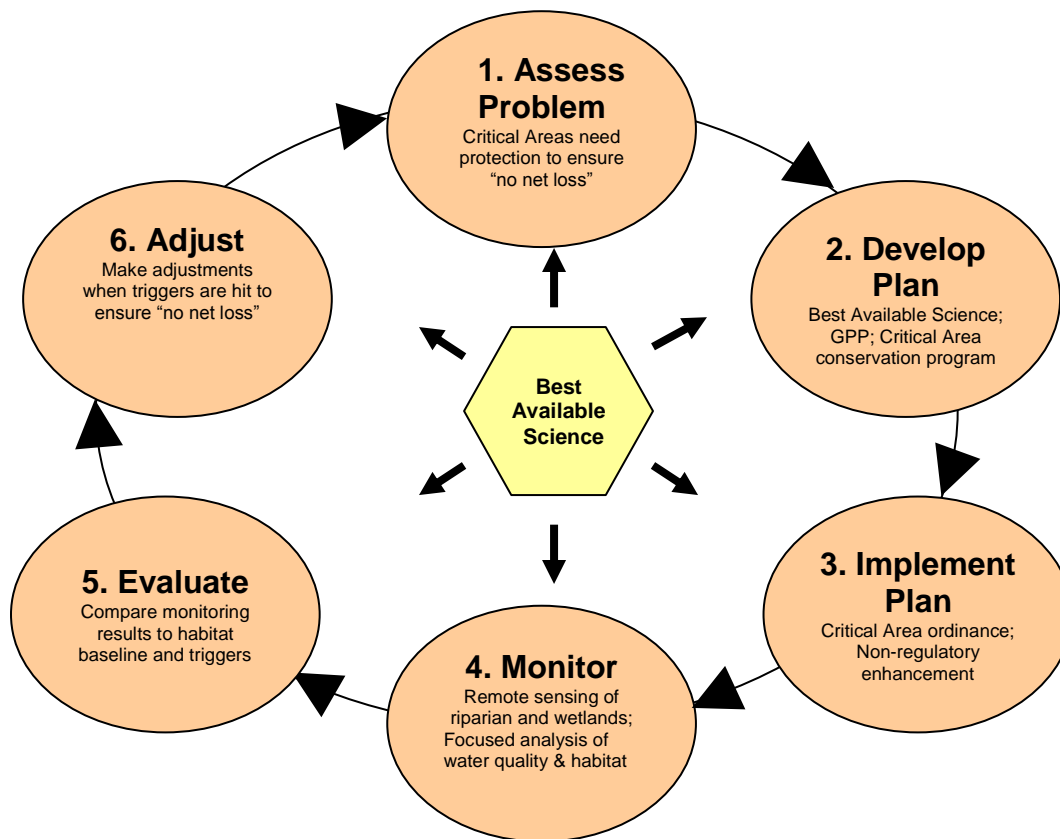 1. Assess
Problem
Critical Areas need
protection to ensure
“no net loss”
2. Develop
Plan
Best Available Science;
GPP; Critical Area
conservation program
3. Implement
Plan
Critical Area ordinance;
Non-regulatory
enhancement
4. Monitor
Remote sensing of
riparian and wetlands;
Focused analysis of
water quality & habitat
5. Evaluate
Compare monitoring
results to habitat
baseline and triggers
6. Adjust
Make adjustments
when triggers are hit to
ensure “no net loss”
Best
Available
Science